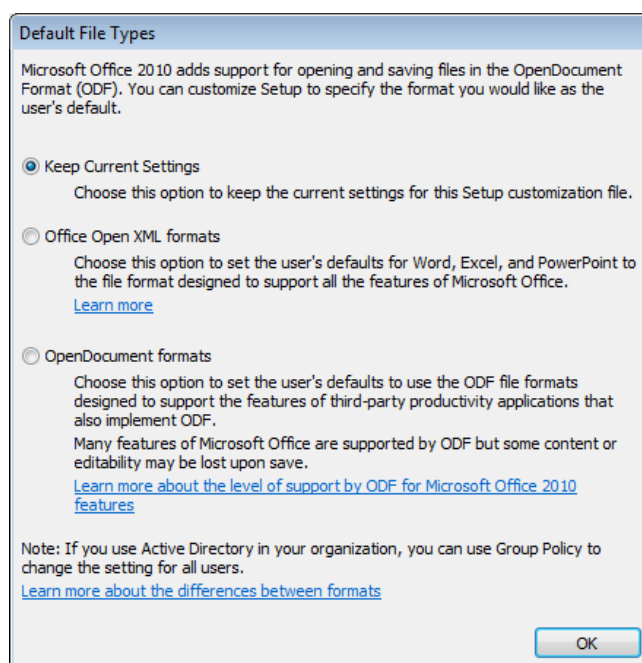 Default File Types
Microsoft Office 2010 adds support for opening and saving files in the OpenDocument
Format (ODF). You can customize Setup to specify the format you would like as the
user's default.
Keep Current Settings
Choose this option to keep the current settings for this Setup customization file.
Office Open XML formats
Choose this option to set the user's defaults for Word, Excel, and PowerPoint to
the file format designed to support all the features of Microsoft Office.
Learn more
OpenDocument formats
Choose this option to set the user's defaults to use the ODF file formats
designed to support the features of third-party productivity applications that
also implement ODF.
Many features of Microsoft Office are supported by ODF but some content or
editability may be lost upon save.
Learn more about the level of support by ODF for Microsoft Office 2010
features
Note: If you use Active Directory in your organization, you can use Group Policy to
change the setting for all users.
Learn more about the differences between formats
OK